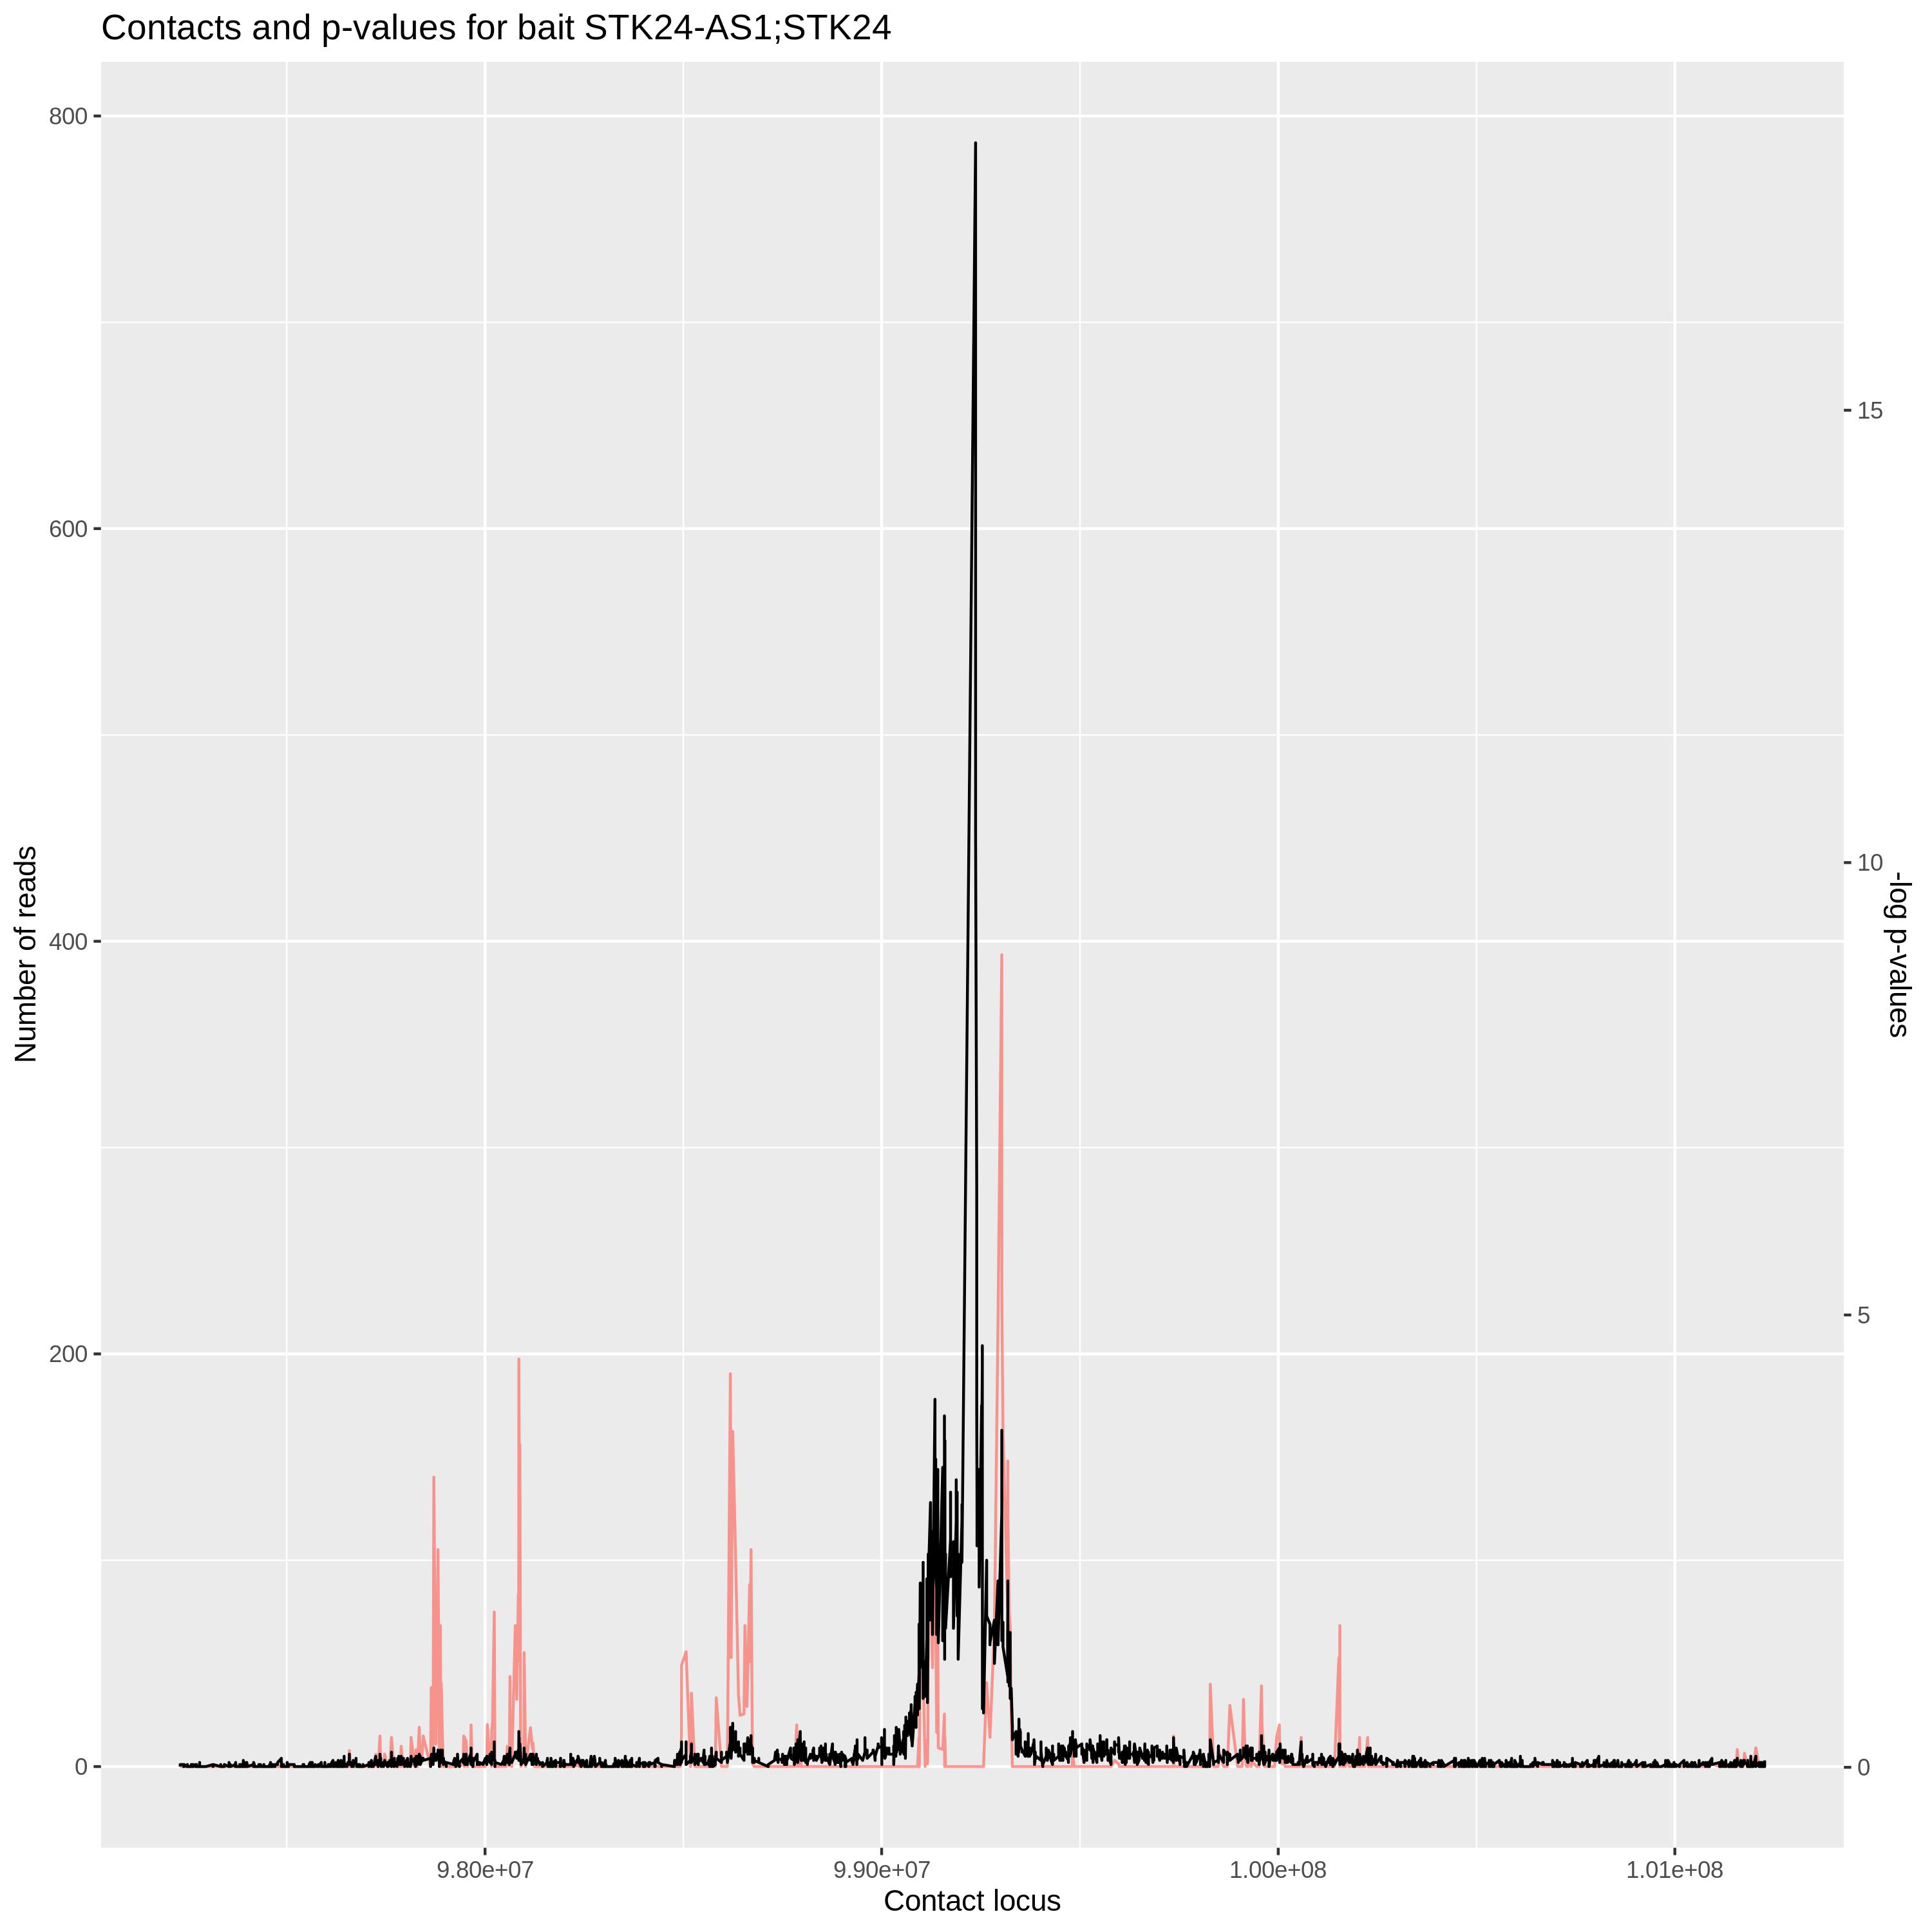 Contacts and p-values for bait STK24-AS1;STK24
800
600
400
200
0
Number of reads
15
10
5
0
-log p-values
9.80e+07 9.90e+07 1.00e+08 1.01e+08
Contact locus